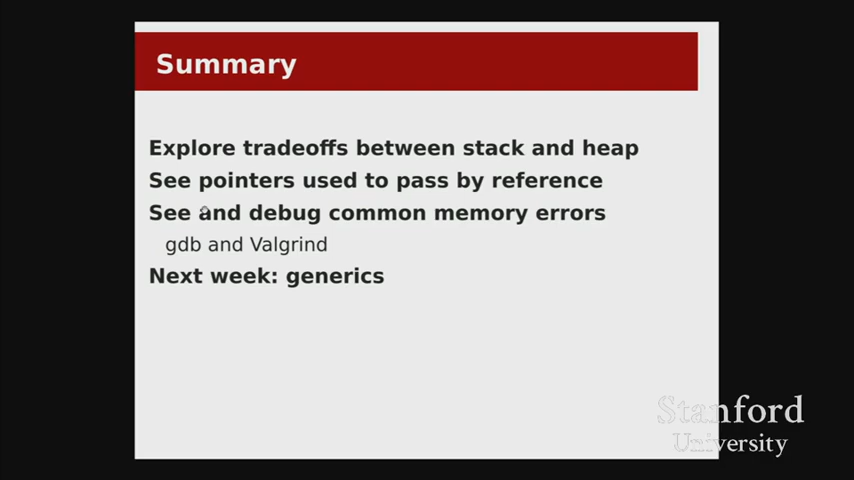 Summary
Explore tradeoffs between stack and heap
See pointers used to pass by reference
See and debug common memory errors
gdb and Valgrind
Next week: generics
Stanford
University